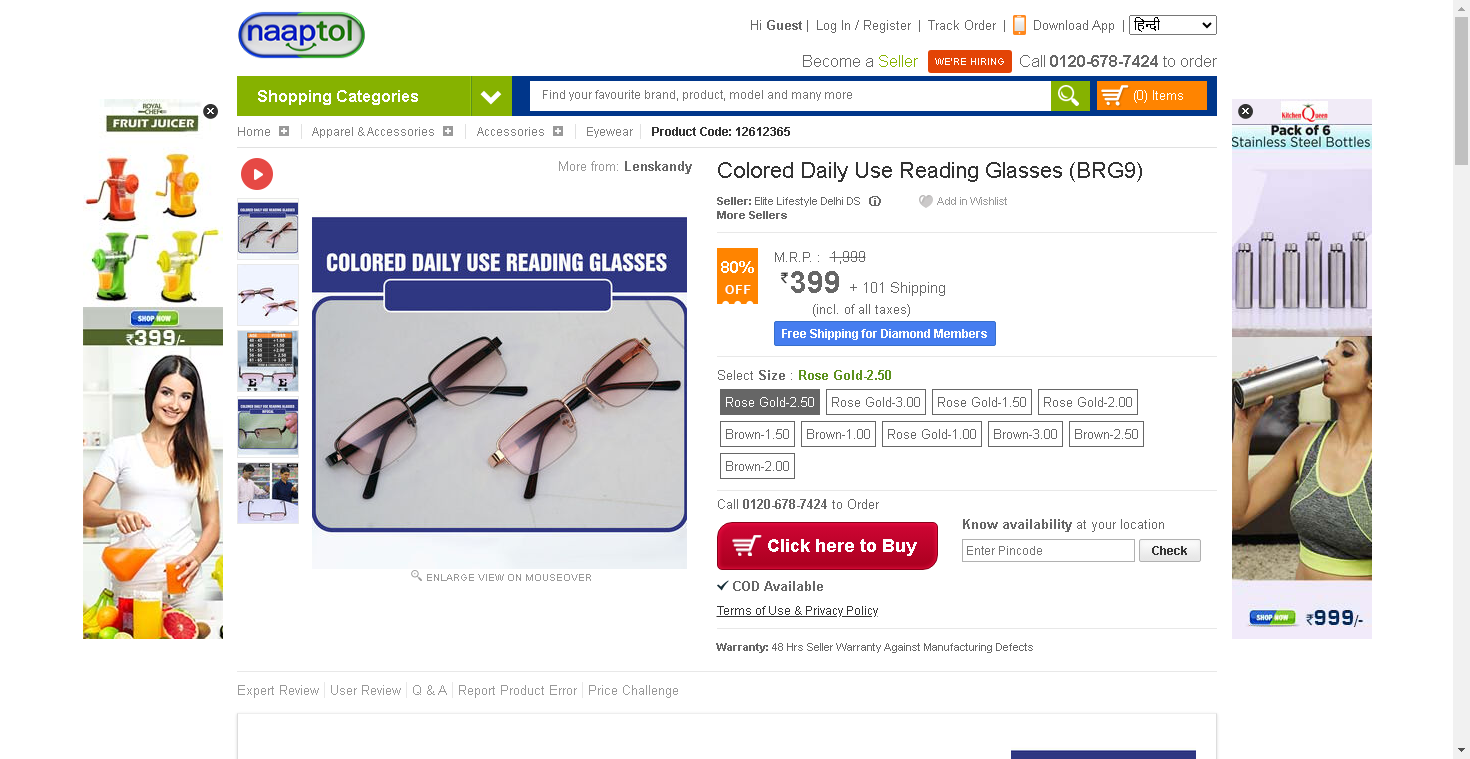 naaptol
Hi Guest | Log In / Register | Track Order | Download App | हिन्दी
Become a Seller WE'RE HIRING Call 0120-678-7424 to order
Shopping Categories
Find your favourite brand, product, model and many more
(0) Items
Home Apparel & Accessories Accessories Eyewear Product Code: 12612365
ROYAL
CHEF
FRUIT JUICER
SHOP NOW
₹399/-
More from: Lenskandy
COLORED DAILY USE READING GLASSES
ENLARGE VIEW ON MOUSEOVER
Colored Daily Use Reading Glasses (BRG9)
Seller: Elite Lifestyle Delhi DS
Add in Wishlist
More Sellers
80%
OFF
M.R.P. : 1,999
₹399 + 101 Shipping
(incl. of all taxes)
Free Shipping for Diamond Members
Select Size : Rose Gold-2.50
Rose Gold-2.50 Rose Gold-3.00 Rose Gold-1.50 Rose Gold-2.00
Brown-1.50 Brown-1.00 Rose Gold-1.00 Brown-3.00 Brown-2.50
Brown-2.00
Call 0120-678-7424 to Order
Click here to Buy
Know availability at your location
Enter Pincode Check
COD Available
Terms of Use & Privacy Policy
Warranty: 48 Hrs Seller Warranty Against Manufacturing Defects
Kitchen Queen
Pack of 6
Stainless Steel Bottles
SHOP NOW ₹999/-
Expert Review User Review Q & A Report Product Error Price Challenge